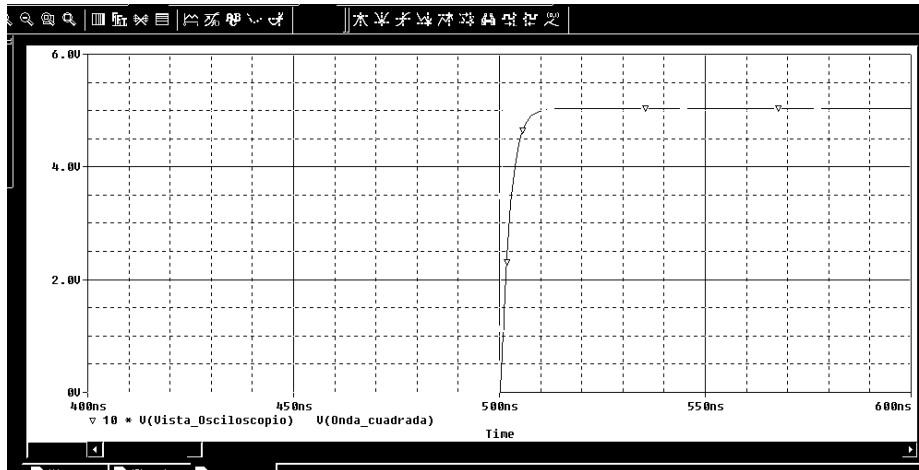 6.0V
4.0V
2.0V
0V
400ns 450ns 500ns 550ns 600ns
▽ 10 * V(Vista_Osciloscopio) V(Onda_cuadrada)
Time